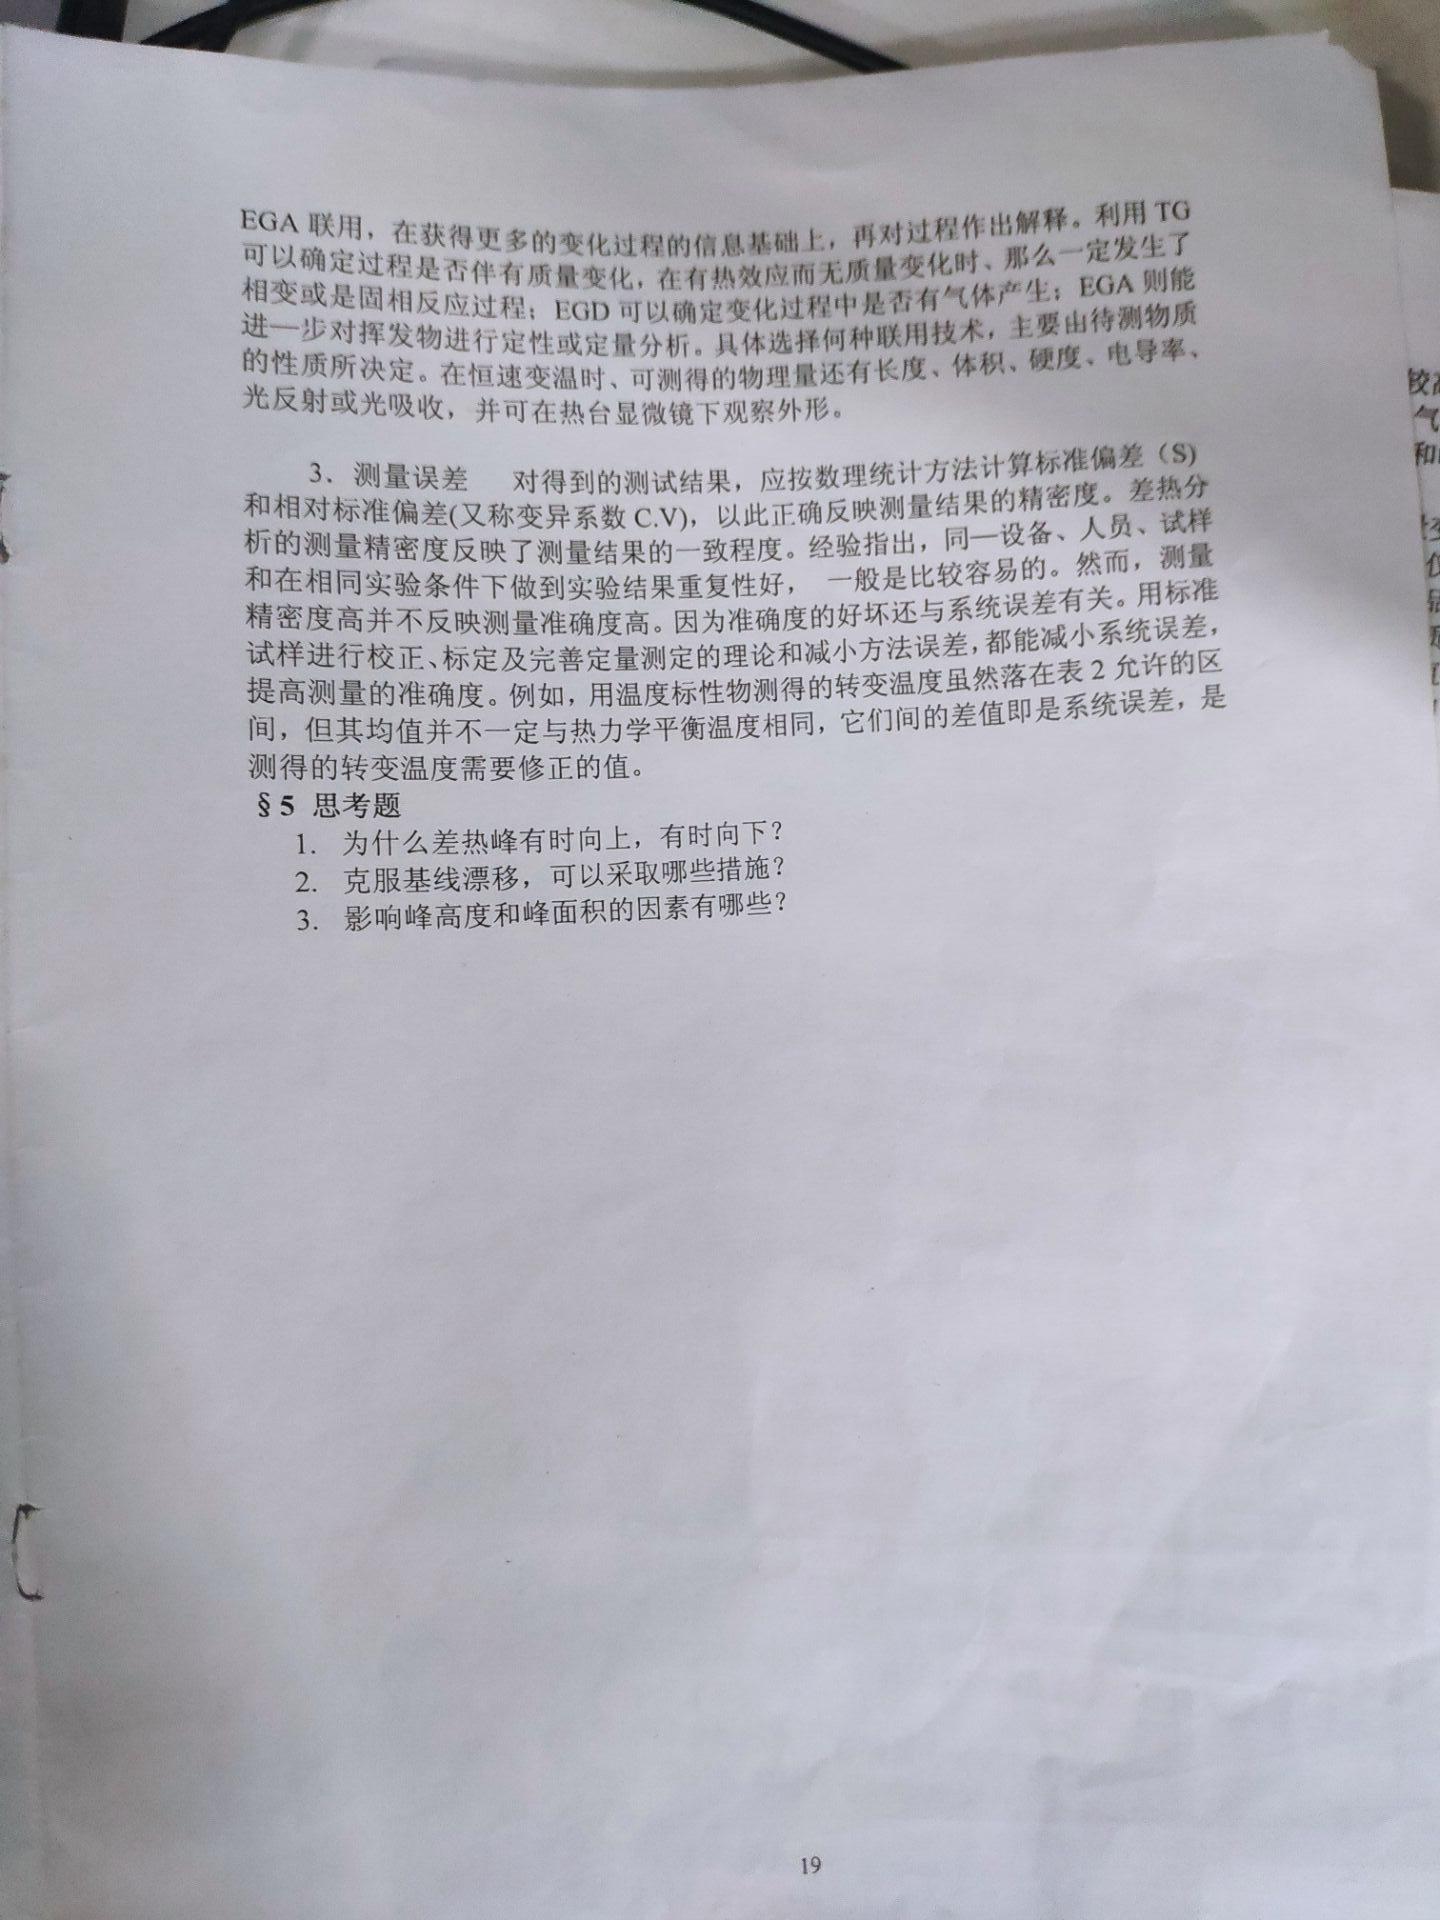 EGA 联用，在获得更多的变化过程的信息基础上，再对过程作出解释。利用 TG
可以确定过程是否伴有质量变化，在有热效应而无质量变化时、那么一定发生了
相变或是固相反应过程；EGD 可以确定变化过程中是否有气体产生；EGA 则能
进一步对挥发物进行定性或定量分析。具体选择何种联用技术，主要由待测物质
的性质所决定。在恒速变温时、可测得的物理量还有长度、体积、硬度、电导率、
光反射或光吸收，并可在热台显微镜下观察外形。
3．测量误差 对得到的测试结果，应按数理统计方法计算标准偏差（S)
和相对标准偏差(又称变异系数 C.V)，以此正确反映测量结果的精密度。差热分
析的测量精密度反映了测量结果的一致程度。经验指出，同一设备、人员、试样
和在相同实验条件下做到实验结果重复性好， 一般是比较容易的。然而，测量
精密度高并不反映测量准确度高。因为准确度的好坏还与系统误差有关。用标准
试样进行校正、标定及完善定量测定的理论和减小方法误差，都能减小系统误差，
提高测量的准确度。例如，用温度标性物测得的转变温度虽然落在表 2 允许的区
间，但其均值并不一定与热力学平衡温度相同，它们间的差值即是系统误差，是
测得的转变温度需要修正的值。
§5 思考题
1. 为什么差热峰有时向上，有时向下？
2. 克服基线漂移，可以采取哪些措施？
3. 影响峰高度和峰面积的因素有哪些？
19
较
气
和